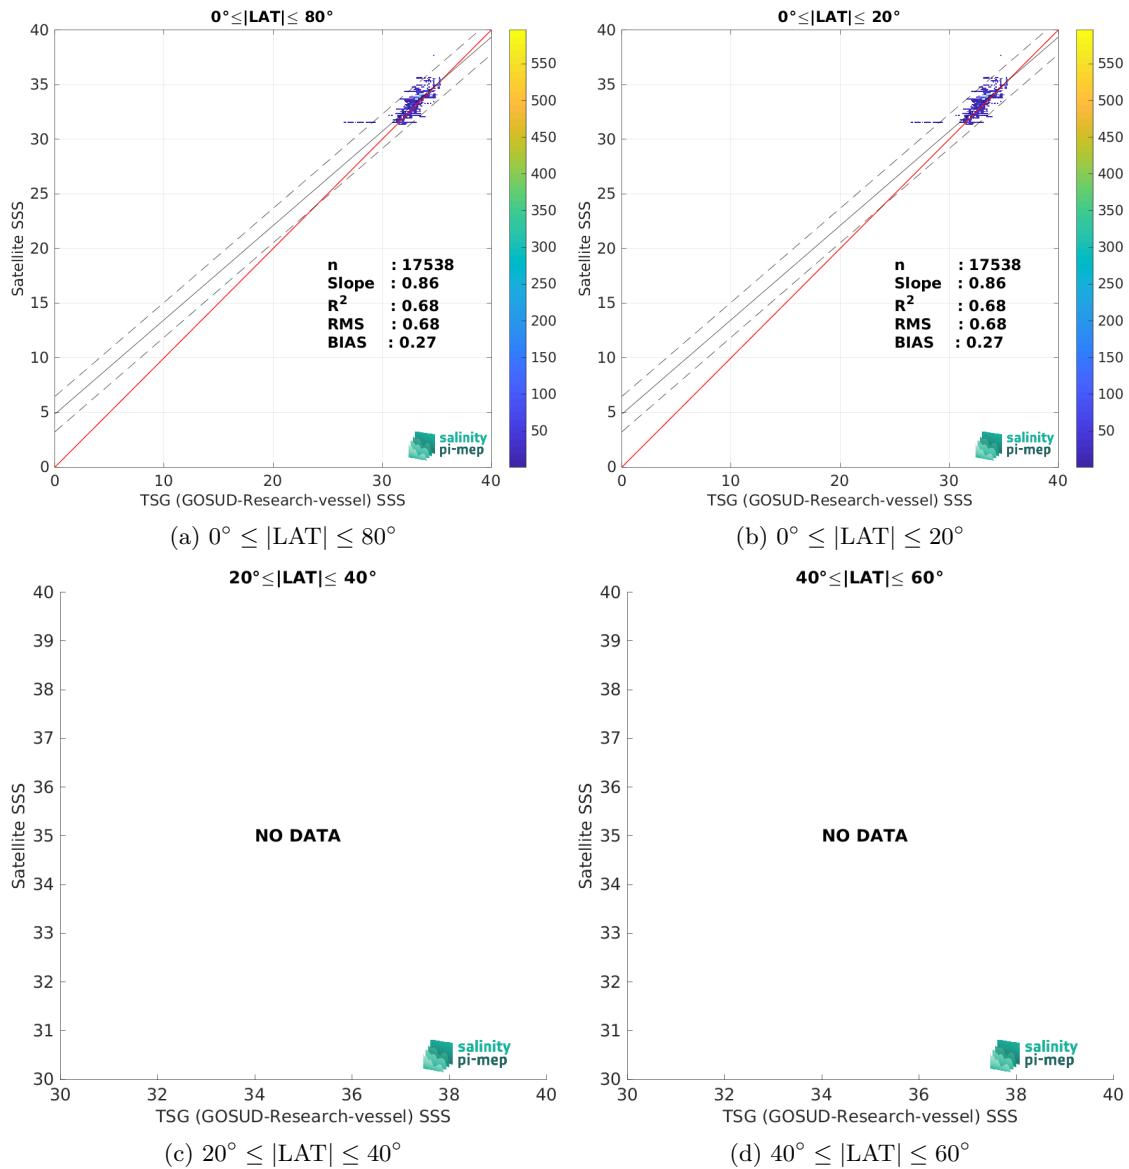 0°≤|LAT|≤ 80°
40
35
30
25
20
15
10
5
0
Satellite SSS
n : 17538
Slope : 0.86
R² : 0.68
RMS : 0.68
BIAS : 0.27
salinity
pi-mep
0 10 20 30 40
TSG (GOSUD-Research-vessel) SSS
550
500
450
400
350
300
250
200
150
100
50
(a) 0° ≤ |LAT| ≤ 80°
0°≤|LAT|≤ 20°
40
35
30
25
20
15
10
5
0
Satellite SSS
n : 17538
Slope : 0.86
R² : 0.68
RMS : 0.68
BIAS : 0.27
salinity
pi-mep
0 10 20 30 40
TSG (GOSUD-Research-vessel) SSS
550
500
450
400
350
300
250
200
150
100
50
(b) 0° ≤ |LAT| ≤ 20°
20°≤|LAT|≤ 40°
40
39
38
37
36
35
34
33
32
31
30
Satellite SSS
NO DATA
salinity
pi-mep
30 32 34 36 38 40
TSG (GOSUD-Research-vessel) SSS
(c) 20° ≤ |LAT| ≤ 40°
40°≤|LAT|≤ 60°
40
39
38
37
36
35
34
33
32
31
30
Satellite SSS
NO DATA
salinity
pi-mep
30 32 34 36 38 40
TSG (GOSUD-Research-vessel) SSS
(d) 40° ≤ |LAT| ≤ 60°